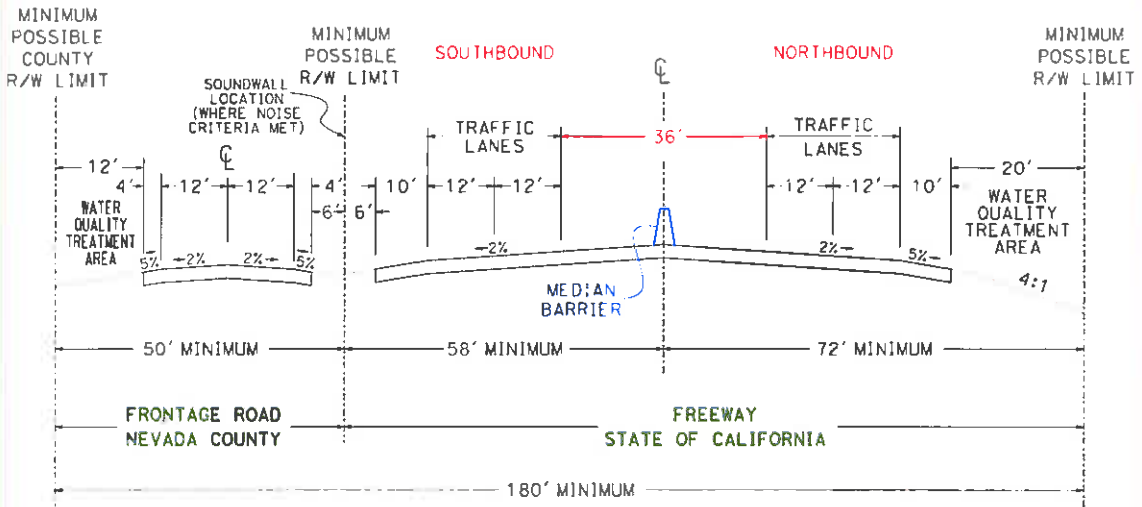 MINIMUM
POSSIBLE
COUNTY
R/W LIMIT
MINIMUM
POSSIBLE
R/W LIMIT
SOUTHBOUND
℄
NORTHBOUND
MINIMUM
POSSIBLE
R/W LIMIT
SOUNDWALL
LOCATION
(WHERE NOISE
CRITERIA MET)
℄
TRAFFIC
LANES
36'
TRAFFIC
LANES
12'
20'
4'
12'
12'
4'
10'
12'
12'
12'
12'
10'
6'
6'
WATER
QUALITY
TREATMENT
AREA
WATER
QUALITY
TREATMENT
AREA
5%
2%
2%
5%
2%
2%
5%
4:1
MEDIAN
BARRIER
50' MINIMUM
58' MINIMUM
72' MINIMUM
FRONTAGE ROAD
NEVADA COUNTY
FREEWAY
STATE OF CALIFORNIA
180' MINIMUM